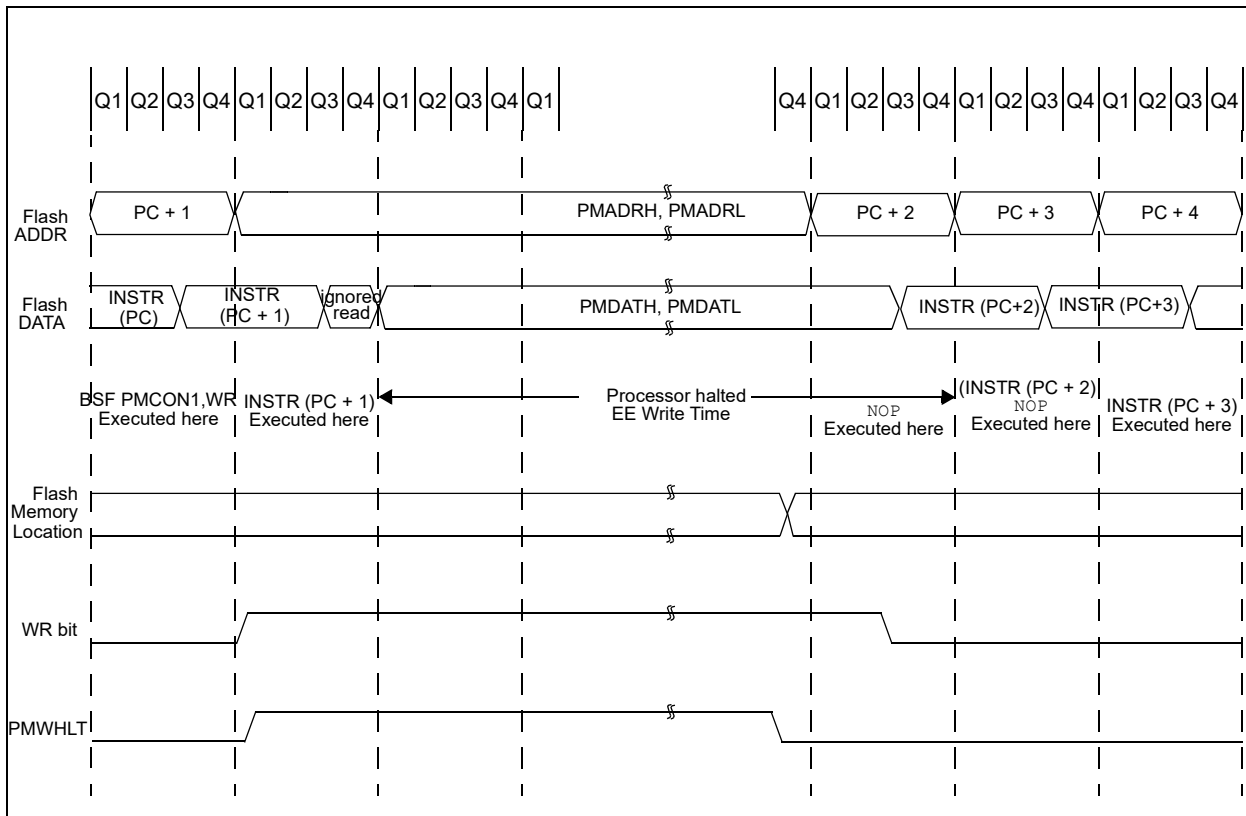 Q1 Q2 Q3 Q4 Q1 Q2 Q3 Q4 Q1 Q2 Q3 Q4 Q1 Q4 Q1 Q2 Q3 Q4 Q1 Q2 Q3 Q4 Q1 Q2 Q3 Q4
Flash
ADDR
PC + 1
PMADRH, PMADRL
PC + 2
PC + 3
PC + 4
Flash
DATA
INSTR
(PC)
INSTR
(PC + 1)
ignored
read
PMDATH, PMDATL
INSTR (PC+2)
INSTR (PC+3)
BSF PMCON1,WR
Executed here
INSTR (PC + 1)
Executed here
Processor halted
EE Write Time
NOP
Executed here
(INSTR (PC + 2)
NOP
Executed here
INSTR (PC + 3)
Executed here
Flash
Memory
Location
WR bit
PMWHLT